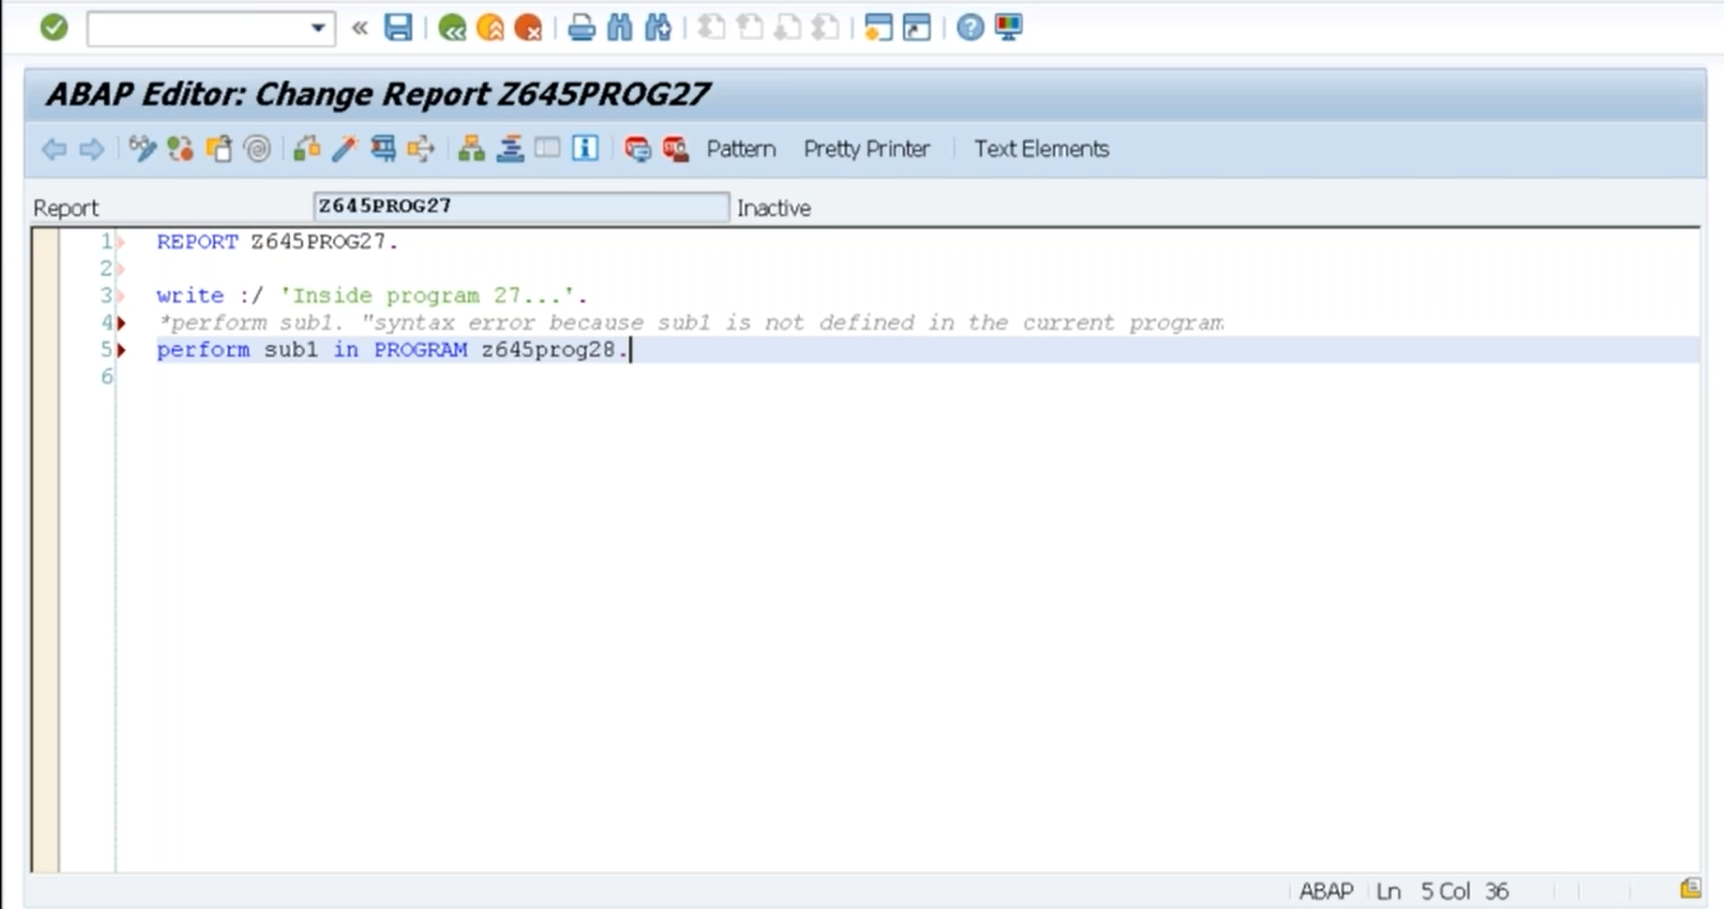 ABAP Editor: Change Report Z645PROG27
Pattern Pretty Printer Text Elements
Report Z645PROG27 Inactive
1 REPORT Z645PROG27.
2
3 write :/ 'Inside program 27...'.
4 *perform sub1. "syntax error because sub1 is not defined in the current program
5 perform sub1 in PROGRAM z645prog28.
6
ABAP Ln 5 Col 36